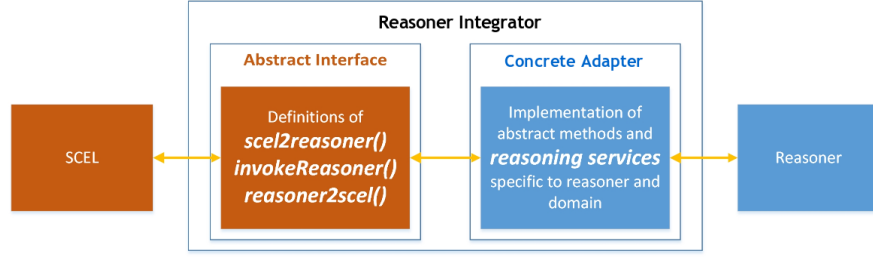 Reasoner Integrator
Abstract Interface
Concrete Adapter
SCEL
Definitions of
scel2reasoner()
invokeReasoner()
reasoner2scel()
Implementation of
abstract methods and
reasoning services
specific to reasoner and
domain
Reasoner